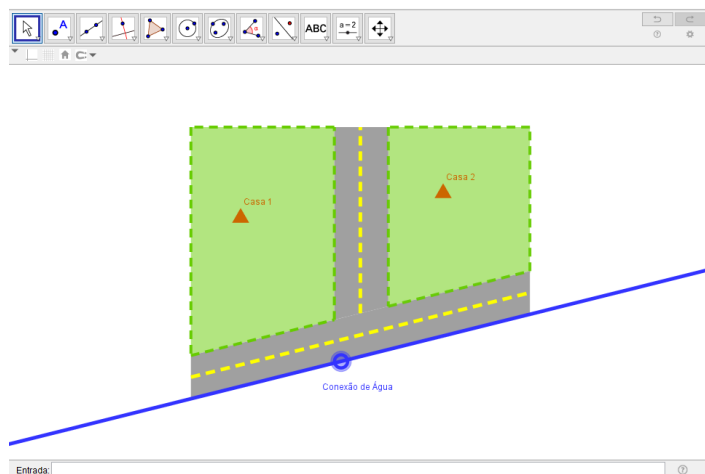 A
α
ABC
a=2
Casa 2
Casa 1
Conexão de Água
Entrada: